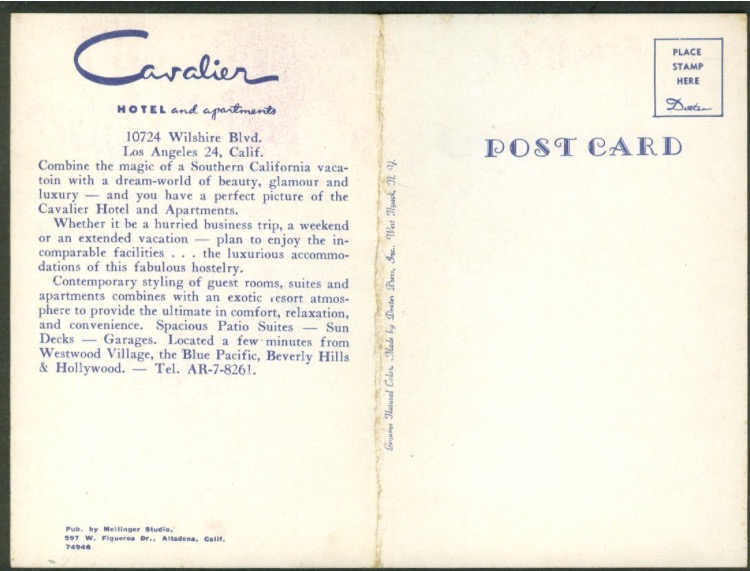 Cavalier
HOTEL and apartments
10724 Wilshire Blvd.
Los Angeles 24, Calif.
Combine the magic of a Southern California vaca-
toin with a dream-world of beauty, glamour and
luxury — and you have a perfect picture of the
Cavalier Hotel and Apartments.
Whether it be a hurried business trip, a weekend
or an extended vacation — plan to enjoy the in-
comparable facilities . . . the luxurious accommo-
dations of this fabulous hostelry.
Contemporary styling of guest rooms, suites and
apartments combines with an exotic resort atmos-
phere to provide the ultimate in comfort, relaxation,
and convenience. Spacious Patio Suites — Sun
Decks — Garages. Located a few minutes from
Westwood Village, the Blue Pacific, Beverly Hills
& Hollywood. — Tel. AR-7-8261.
Pub. by Mellinger Studio,
597 W. Figueroa Dr., Altadena, Calif.
74946
Genuine Natural Color. Made by Dexter Press, Inc., West Nyack, N. Y.
POST CARD
PLACE
STAMP
HERE
Dexter